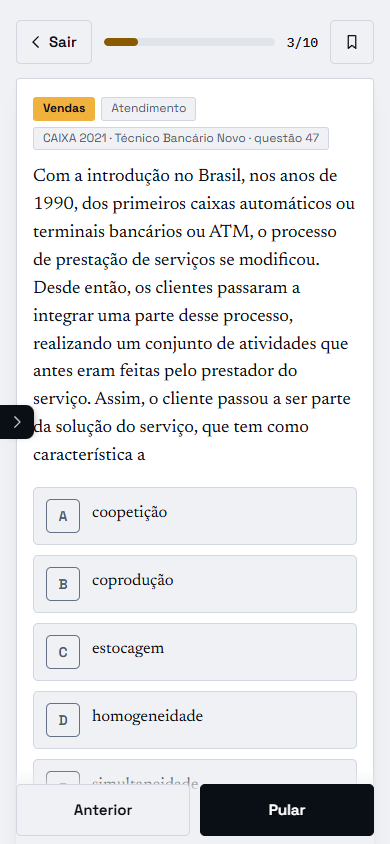 Sair
3/10
Vendas
Atendimento
CAIXA 2021 · Técnico Bancário Novo · questão 47
Com a introdução no Brasil, nos anos de
1990, dos primeiros caixas automáticos ou
terminais bancários ou ATM, o processo
de prestação de serviços se modificou.
Desde então, os clientes passaram a
integrar uma parte desse processo,
realizando um conjunto de atividades que
antes eram feitas pelo prestador do
serviço. Assim, o cliente passou a ser parte
da solução do serviço, que tem como
característica a
A coopetição
B coprodução
C estocagem
D homogeneidade
simultaneidade
Anterior
Pular